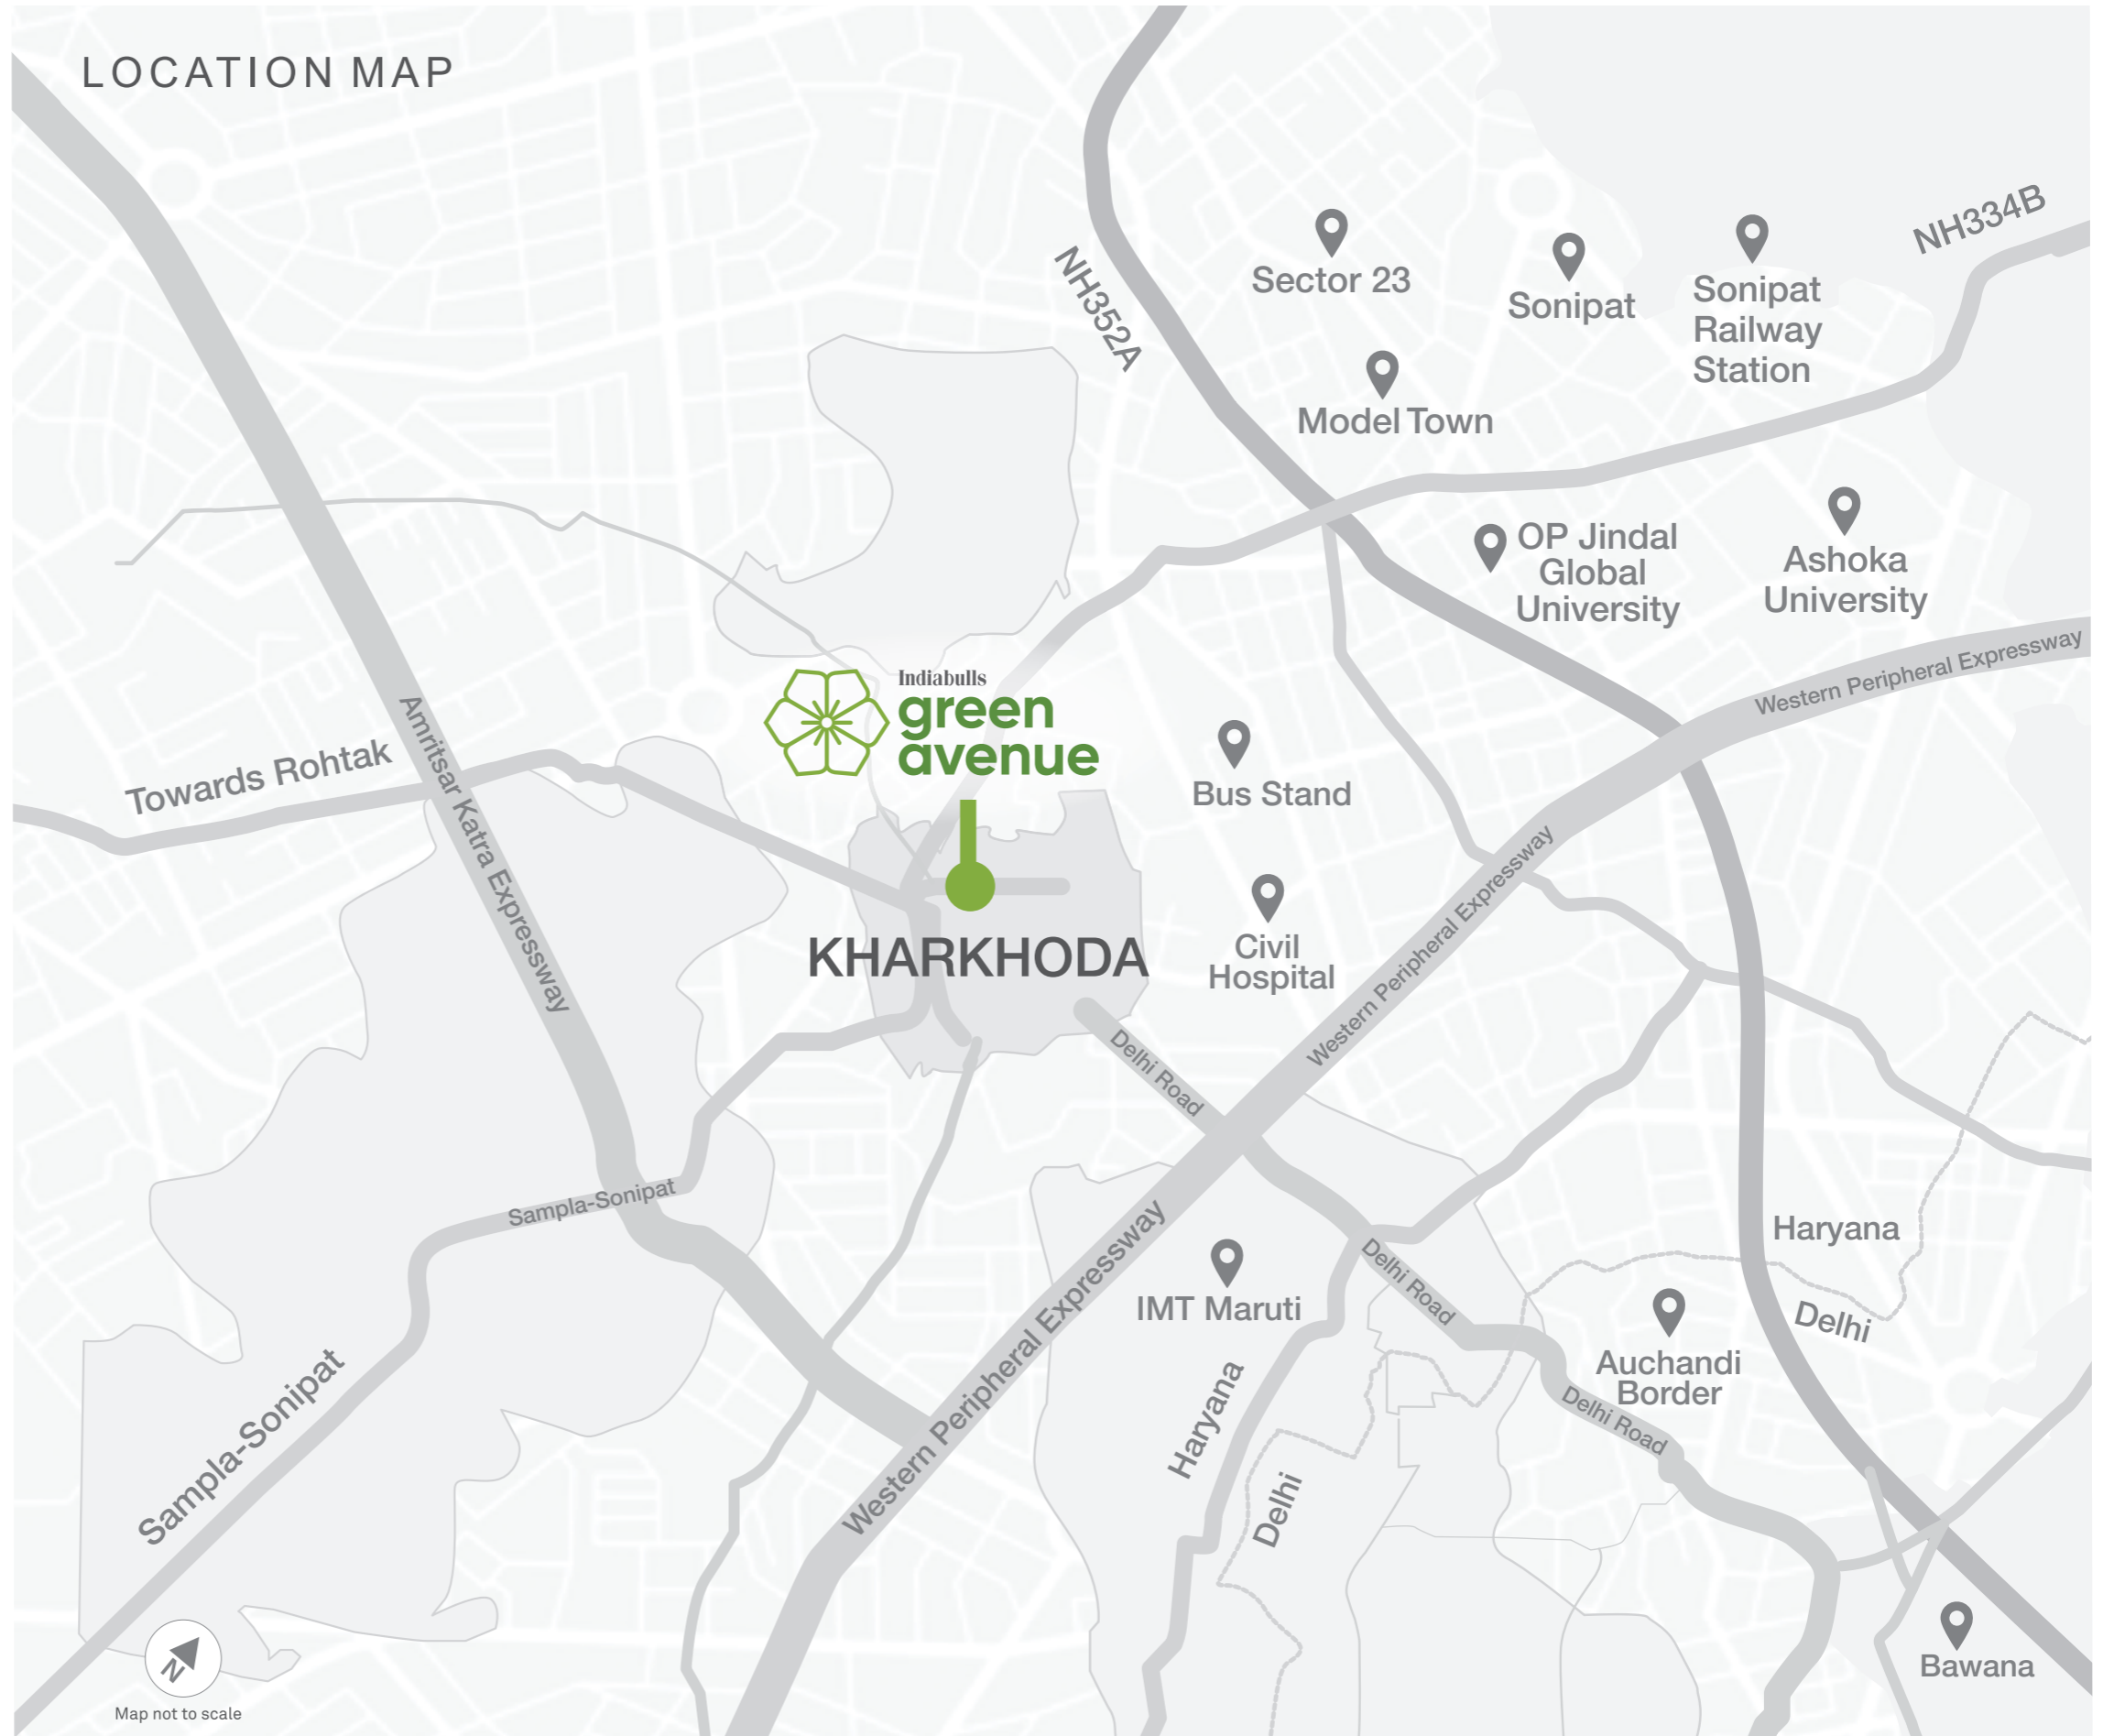 LOCATION MAP
NH352A
Sector 23
Sonipat
Sonipat
Railway
Station
NH334B
Model Town
OP Jindal
Global
University
Ashoka
University
Western Peripheral Expressway
Indiabulls
green
avenue
Towards Rohtak
Amritsar Katra Expressway
Bus Stand
KHARKHODA
Civil
Hospital
Western Peripheral Expressway
Delhi Road
Sampla-Sonipat
Western Peripheral Expressway
IMT Maruti
Delhi Road
Haryana
Delhi
Auchandi
Border
Delhi Road
Haryana
Delhi
Sampla-Sonipat
N
Map not to scale
Bawana